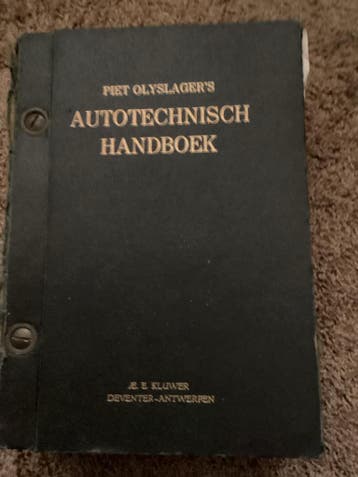 PIET OLYSLAGER'S
AUTOTECHNISCH
HANDBOEK
Æ. E. KLUWER
DEVENTER-ANTWERPEN